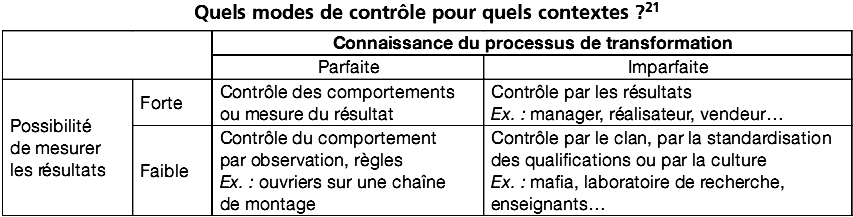 Quels modes de contrôle pour quels contextes ?21
Connaissance du processus de transformation
Parfaite
Imparfaite
Possibilité
de mesurer
les résultats
Forte
Contrôle des comportements
ou mesure du résultat
Contrôle par les résultats
Ex. : manager, réalisateur, vendeur…
Faible
Contrôle du comportement
par observation, règles
Ex. : ouvriers sur une chaîne
de montage
Contrôle par le clan, par la standardisation
des qualifications ou par la culture
Ex. : mafia, laboratoire de recherche,
enseignants…